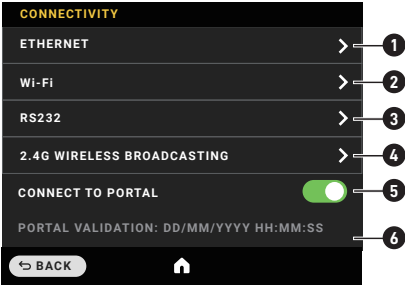 CONNECTIVITY
ETHERNET 1
Wi-Fi 2
RS232 3
2.4G WIRELESS BROADCASTING 4
CONNECT TO PORTAL 5
PORTAL VALIDATION: DD/MM/YYYY HH:MM:SS 6
BACK